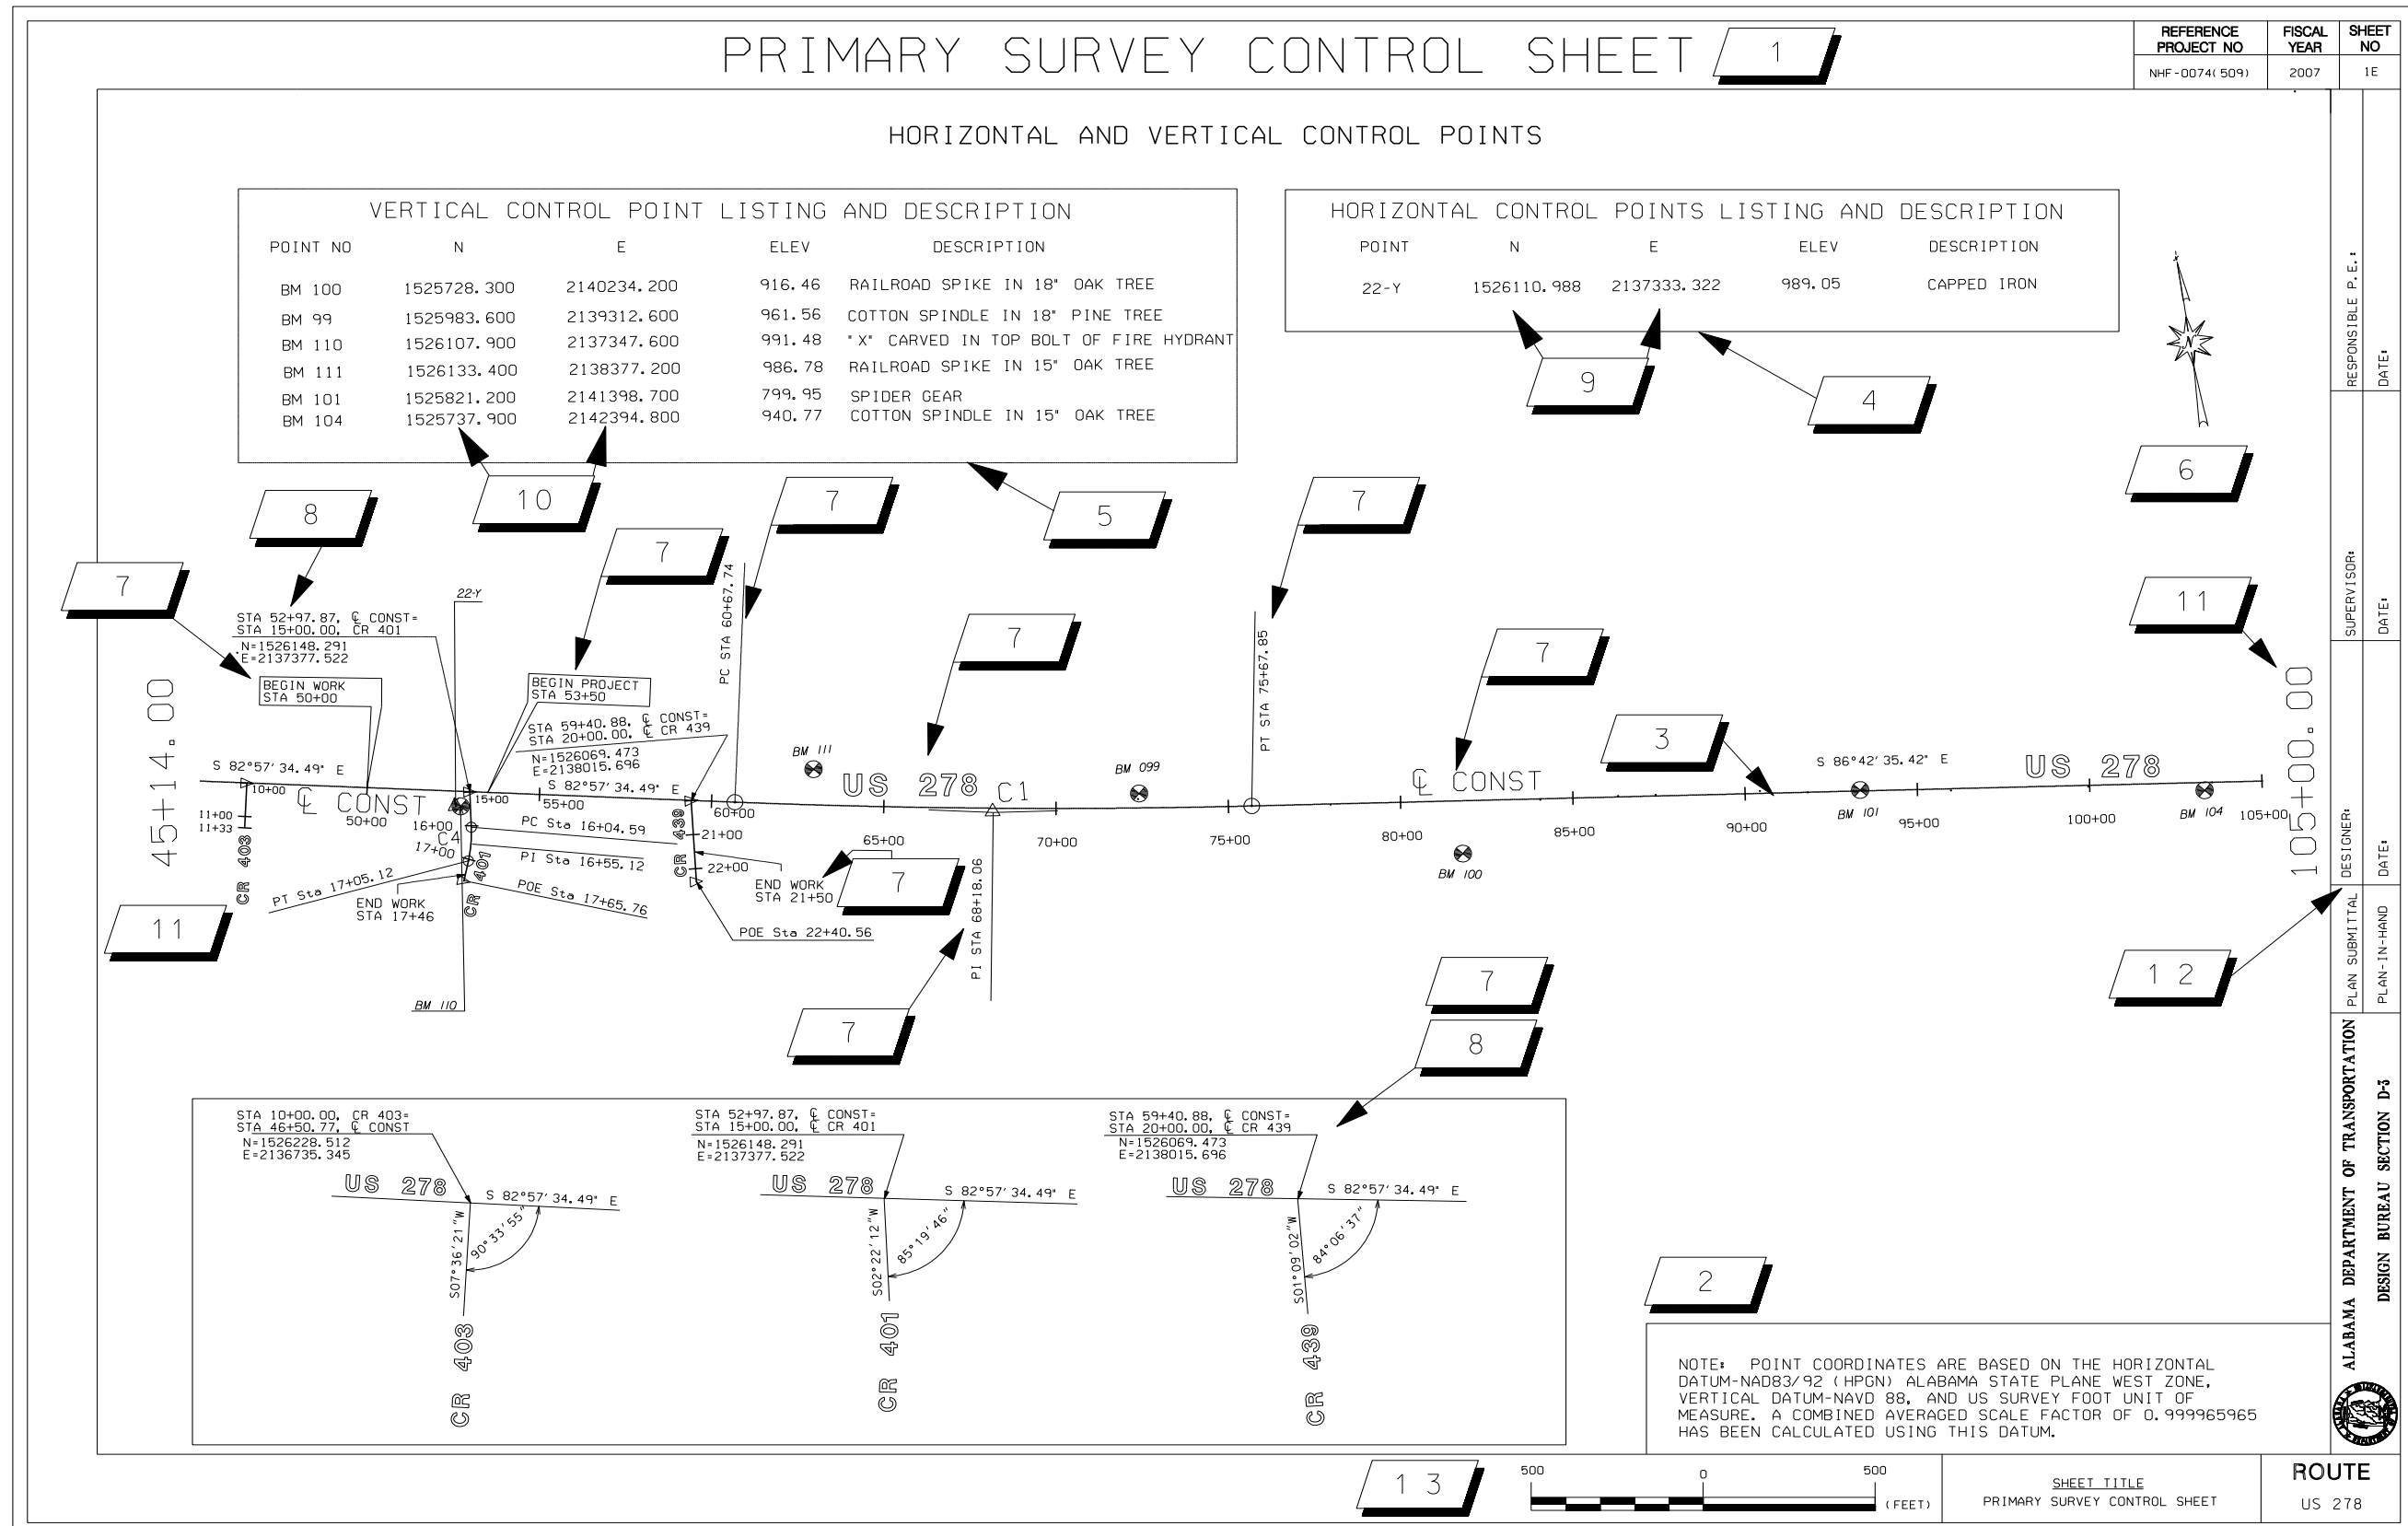 PRIMARY SURVEY CONTROL SHEET
1
REFERENCE PROJECT NO
FISCAL YEAR
SHEET NO
NHF-0074(509)
2007
1E
HORIZONTAL AND VERTICAL CONTROL POINTS
VERTICAL CONTROL POINT LISTING AND DESCRIPTION
POINT NO N E ELEV DESCRIPTION
BM 100 1525728.300 2140234.200 916.46 RAILROAD SPIKE IN 18" OAK TREE
BM 99 1525983.600 2139312.600 961.56 COTTON SPINDLE IN 18" PINE TREE
BM 110 1526107.900 2137347.600 991.48 "X" CARVED IN TOP BOLT OF FIRE HYDRANT
BM 111 1526133.400 2138377.200 986.78 RAILROAD SPIKE IN 15" OAK TREE
BM 101 1525821.200 2141398.700 799.95 SPIDER GEAR
BM 104 1525737.900 2142394.800 940.77 COTTON SPINDLE IN 15" OAK TREE
HORIZONTAL CONTROL POINTS LISTING AND DESCRIPTION
POINT N E ELEV DESCRIPTION
22-Y 1526110.988 2137333.322 989.05 CAPPED IRON
9
4
N
6
8
10
7
5
7
7
7
11
7
7
3
22-Y
STA 52+97.87, ℄ CONST=
STA 15+00.00, CR 401
N=1526148.291
E=2137377.522
BEGIN WORK
STA 50+00
BEGIN PROJECT
STA 53+50
STA 59+40.88, ℄ CONST=
STA 20+00.00, ℄ CR 439
N=1526069.473
E=2138015.696
PC STA 60+67.74
PT STA 75+67.85
45+14.00
105+00.00
S 82°57'34.49" E
S 82°57'34.49" E
S 86°42'35.42" E
BM 111
BM 099
US 278
C1
℄ CONST
US 278
℄ CONST
10+00
11+00
11+33
CR 403
50+00
15+00
16+00
C4
17+00
CR 401
55+00
CR 439
21+00
22+00
60+00
65+00
70+00
75+00
80+00
85+00
90+00
95+00
100+00
105+00
BM 101
BM 104
BM 100
PC Sta 16+04.59
PI Sta 16+55.12
PT Sta 17+05.12
POE Sta 17+65.76
END WORK
STA 17+46
END WORK
STA 21+50
POE Sta 22+40.56
PI STA 68+18.06
BM 110
11
7
7
7
8
12
STA 10+00.00, CR 403=
STA 46+50.77, ℄ CONST
N=1526228.512
E=2136735.345
US 278
S 82°57'34.49" E
S07°36'21"W
90°33'55"
CR 403
STA 52+97.87, ℄ CONST=
STA 15+00.00, ℄ CR 401
N=1526148.291
E=2137377.522
US 278
S 82°57'34.49" E
S02°22'12"W
85°19'46"
CR 401
STA 59+40.88, ℄ CONST=
STA 20+00.00, ℄ CR 439
N=1526069.473
E=2138015.696
US 278
S 82°57'34.49" E
S01°09'02"W
84°06'37"
CR 439
2
NOTE: POINT COORDINATES ARE BASED ON THE HORIZONTAL
DATUM-NAD83/92 (HPGN) ALABAMA STATE PLANE WEST ZONE,
VERTICAL DATUM-NAVD 88, AND US SURVEY FOOT UNIT OF
MEASURE. A COMBINED AVERAGED SCALE FACTOR OF 0.999965965
HAS BEEN CALCULATED USING THIS DATUM.
RESPONSIBLE P.E.:
DATE:
SUPERVISOR:
DATE:
DESIGNER:
DATE:
PLAN SUBMITTAL
PLAN-IN-HAND
ALABAMA DEPARTMENT OF TRANSPORTATION
DESIGN BUREAU SECTION D-3
13
500 0 500
(FEET)
SHEET TITLE
PRIMARY SURVEY CONTROL SHEET
ROUTE
US 278